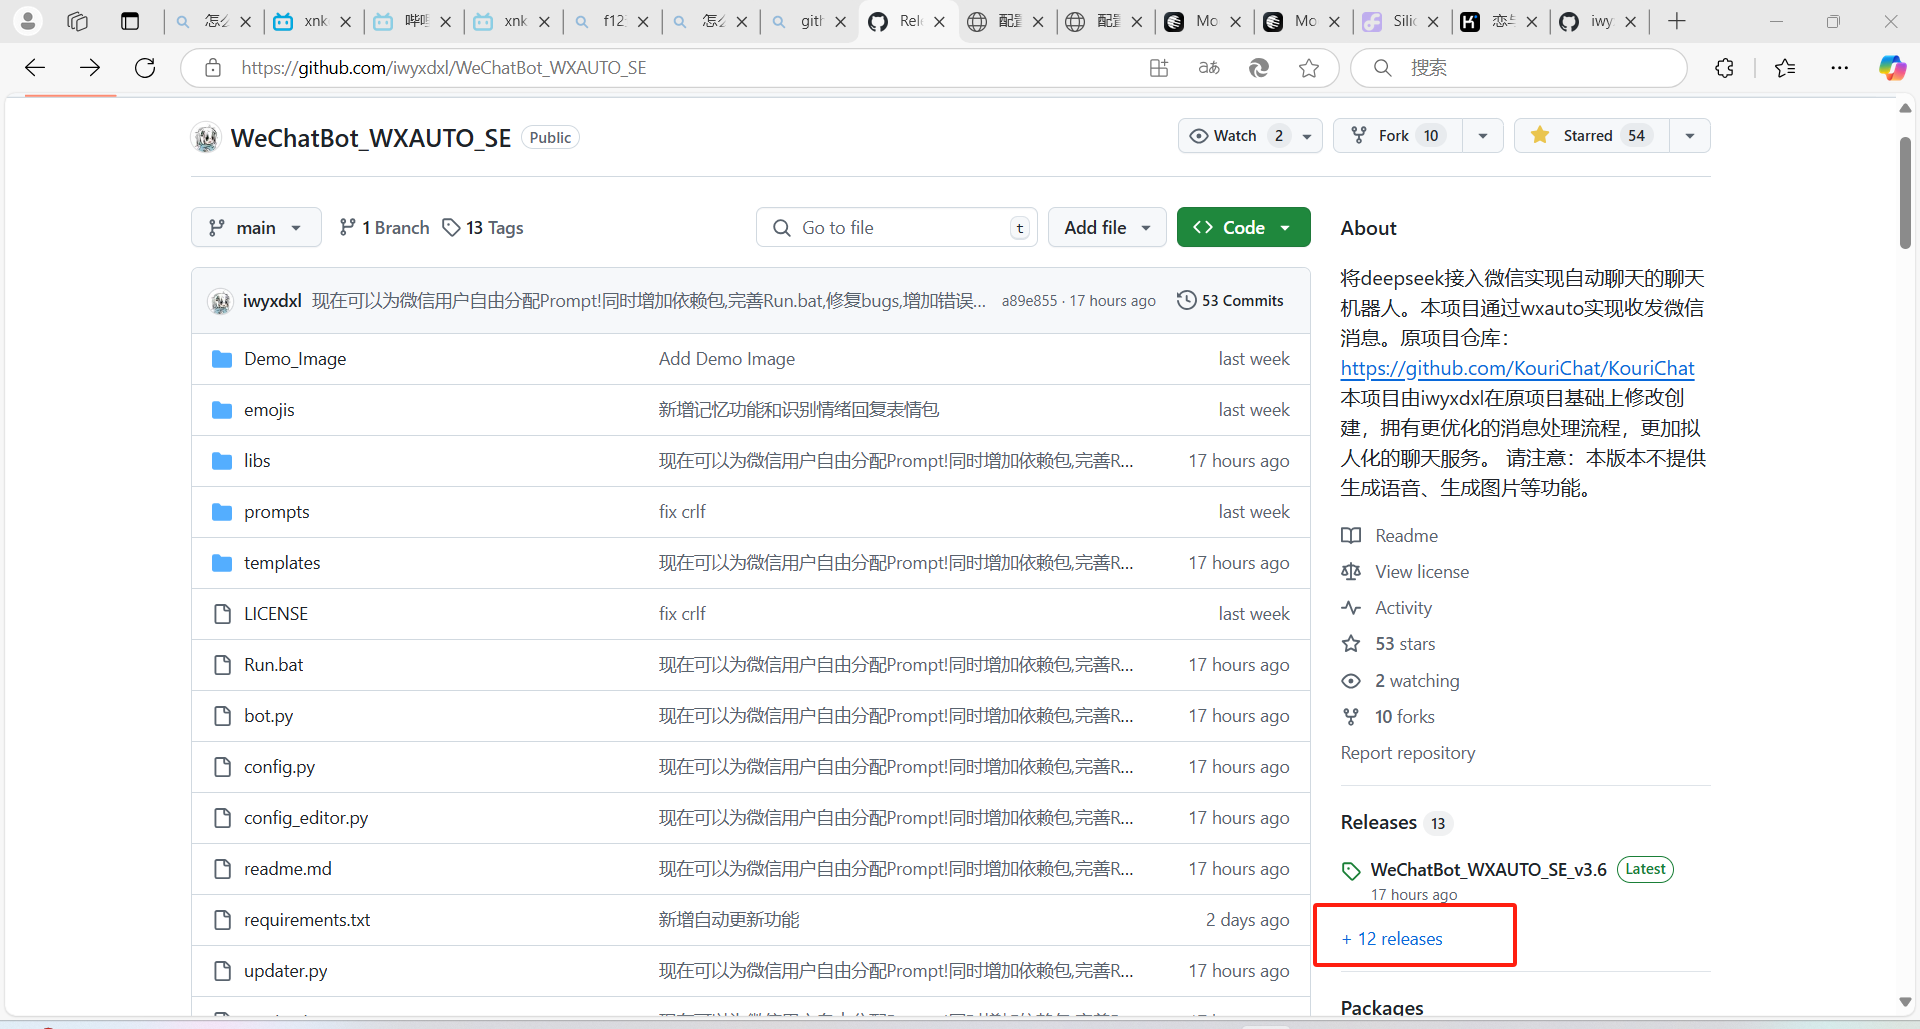 怎么
xnk
哔哩
xnk
f12
怎么
gith
Rele
配置
配置
Mo
Mo
Silic
恋与
iwy
https://github.com/iwyxdxl/WeChatBot_WXAUTO_SE
搜索
WeChatBot_WXAUTO_SE Public
Watch 2
Fork 10
Starred 54
main
1 Branch
13 Tags
Go to file t
Add file
Code
iwyxdxl 现在可以为微信用户自由分配Prompt!同时增加依赖包,完善Run.bat,修复bugs,增加错误... a89e855 · 17 hours ago 53 Commits
Demo_Image Add Demo Image last week
emojis 新增记忆功能和识别情绪回复表情包 last week
libs 现在可以为微信用户自由分配Prompt!同时增加依赖包,完善R... 17 hours ago
prompts fix crlf last week
templates 现在可以为微信用户自由分配Prompt!同时增加依赖包,完善R... 17 hours ago
LICENSE fix crlf last week
Run.bat 现在可以为微信用户自由分配Prompt!同时增加依赖包,完善R... 17 hours ago
bot.py 现在可以为微信用户自由分配Prompt!同时增加依赖包,完善R... 17 hours ago
config.py 现在可以为微信用户自由分配Prompt!同时增加依赖包,完善R... 17 hours ago
config_editor.py 现在可以为微信用户自由分配Prompt!同时增加依赖包,完善R... 17 hours ago
readme.md 现在可以为微信用户自由分配Prompt!同时增加依赖包,完善R... 17 hours ago
requirements.txt 新增自动更新功能 2 days ago
updater.py 现在可以为微信用户自由分配Prompt!同时增加依赖包,完善R... 17 hours ago
About
将deepseek接入微信实现自动聊天的聊天
机器人。本项目通过wxauto实现收发微信
消息。原项目仓库：
https://github.com/KouriChat/KouriChat
本项目由iwyxdxl在原项目基础上修改创
建，拥有更优化的消息处理流程，更加拟
人化的聊天服务。 请注意：本版本不提供
生成语音、生成图片等功能。
Readme
View license
Activity
53 stars
2 watching
10 forks
Report repository
Releases 13
WeChatBot_WXAUTO_SE_v3.6 Latest
17 hours ago
+ 12 releases
Packages